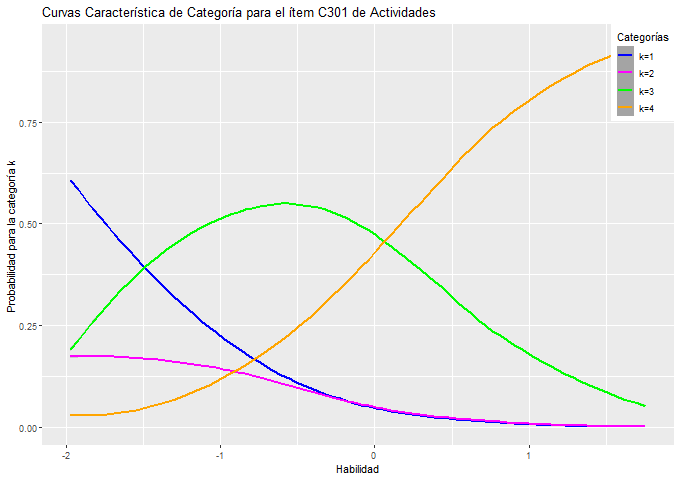 Curvas Característica de Categoría para el ítem C301 de Actividades
Categorías
k=1
k=2
k=3
k=4
Probabilidad para la categoría k
0.75
0.50
0.25
0.00
-2
-1
0
1
Habilidad